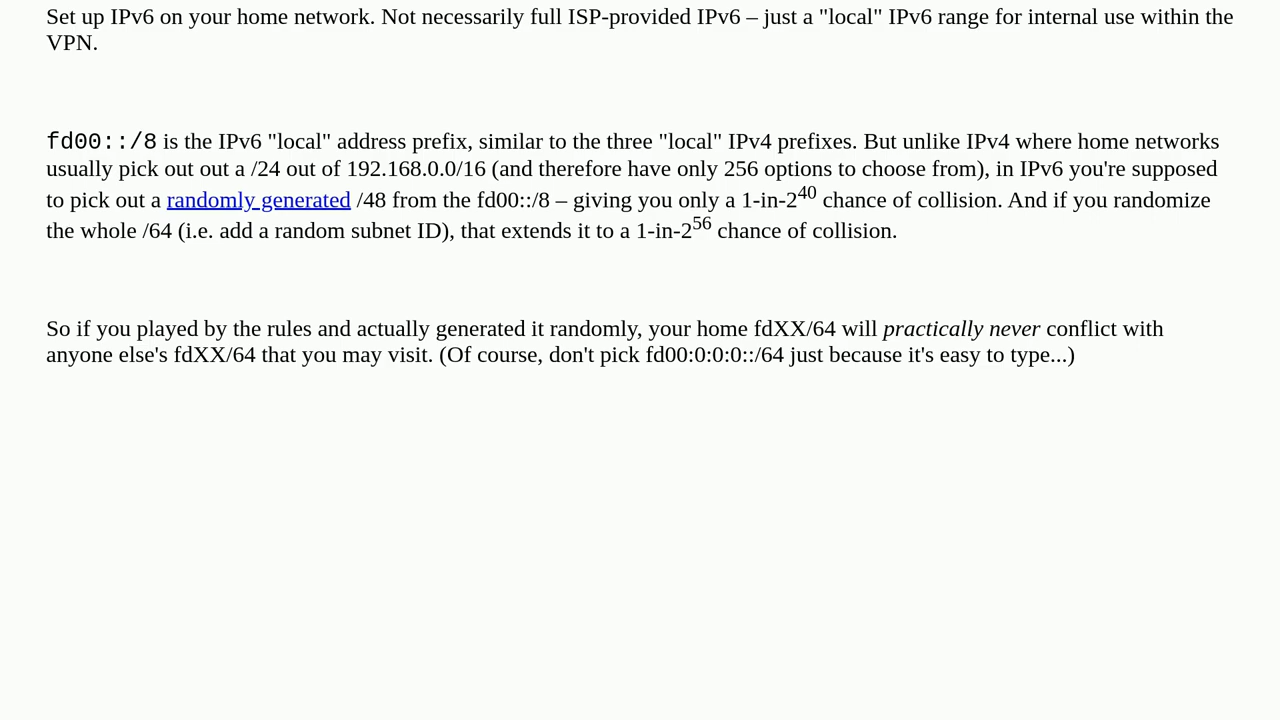 Set up IPv6 on your home network. Not necessarily full ISP-provided IPv6 – just a "local" IPv6 range for internal use within the
VPN.
fd00::/8 is the IPv6 "local" address prefix, similar to the three "local" IPv4 prefixes. But unlike IPv4 where home networks
usually pick out out a /24 out of 192.168.0.0/16 (and therefore have only 256 options to choose from), in IPv6 you're supposed
to pick out a randomly generated /48 from the fd00::/8 – giving you only a 1-in-2^40 chance of collision. And if you randomize
the whole /64 (i.e. add a random subnet ID), that extends it to a 1-in-2^56 chance of collision.
So if you played by the rules and actually generated it randomly, your home fdXX/64 will practically never conflict with
anyone else's fdXX/64 that you may visit. (Of course, don't pick fd00:0:0:0::/64 just because it's easy to type...)